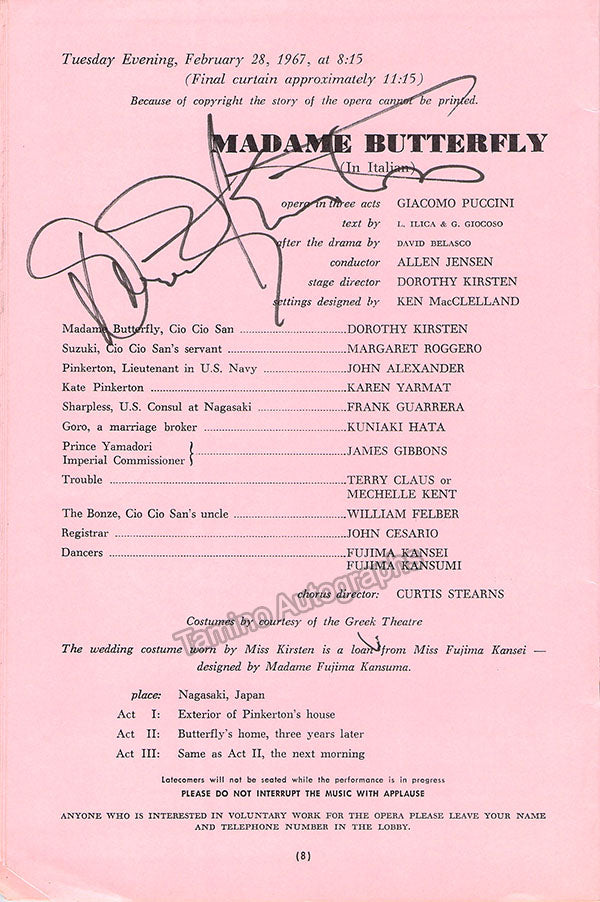 Tuesday Evening, February 28, 1967, at 8:15
(Final curtain approximately 11:15)
Because of copyright the story of the opera cannot be printed.
MADAME BUTTERFLY
(In Italian)
opera in three acts GIACOMO PUCCINI
text by L. ILICA & G. GIOCOSO
after the drama by DAVID BELASCO
conductor ALLEN JENSEN
stage director DOROTHY KIRSTEN
settings designed by KEN MacCLELLAND
Madame Butterfly, Cio Cio San DOROTHY KIRSTEN
Suzuki, Cio Cio San's servant MARGARET ROGGERO
Pinkerton, Lieutenant in U.S. Navy JOHN ALEXANDER
Kate Pinkerton KAREN YARMAT
Sharpless, U.S. Consul at Nagasaki FRANK GUARRERA
Goro, a marriage broker KUNIAKI HATA
Prince Yamadori
Imperial Commissioner } JAMES GIBBONS
Trouble TERRY CLAUS or
MECHELLE KENT
The Bonze, Cio Cio San's uncle WILLIAM FELBER
Registrar JOHN CESARIO
Dancers FUJIMA KANSEI
FUJIMA KANSUMI
chorus director: CURTIS STEARNS
Costumes by courtesy of the Greek Theatre
Tamino Autographs
The wedding costume worn by Miss Kirsten is a loan from Miss Fujima Kansei —
designed by Madame Fujima Kansuma.
place: Nagasaki, Japan
Act I: Exterior of Pinkerton's house
Act II: Butterfly's home, three years later
Act III: Same as Act II, the next morning
Latecomers will not be seated while the performance is in progress
PLEASE DO NOT INTERRUPT THE MUSIC WITH APPLAUSE
ANYONE WHO IS INTERESTED IN VOLUNTARY WORK FOR THE OPERA PLEASE LEAVE YOUR NAME
AND TELEPHONE NUMBER IN THE LOBBY.
(8)